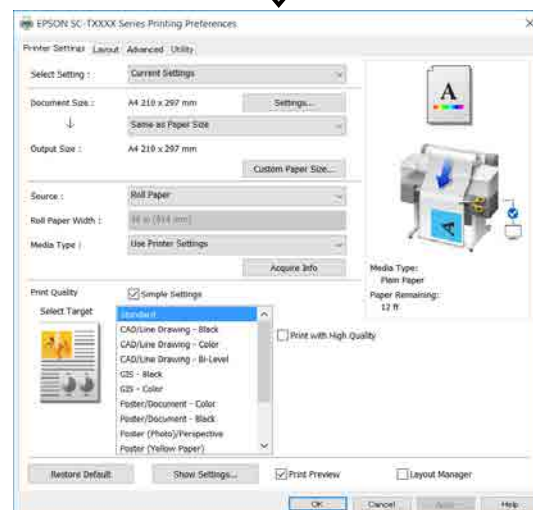 EPSON SC-TXXXX Series Printing Preferences
Printer Settings Layout Advanced Utility
Select Setting : Current Settings
Document Size : A4 210 x 297 mm Settings...
Same as Paper Size
Output Size : A4 210 x 297 mm
Custom Paper Size...
Source : Roll Paper
Roll Paper Width : 36 in (914 mm)
Media Type : Use Printer Settings
Acquire Info
A
Media Type:
Plain Paper
Paper Remaining:
12 ft
Print Quality Simple Settings
Select Target Standard
CAD/Line Drawing - Black
CAD/Line Drawing - Color
CAD/Line Drawing - Bi-Level
GIS - Black
GIS - Color
Poster/Document - Color
Poster/Document - Black
Poster (Photo)/Perspective
Poster (Yellow Paper)
Print with High Quality
Restore Default Show Settings... Print Preview Layout Manager
OK Cancel Apply Help